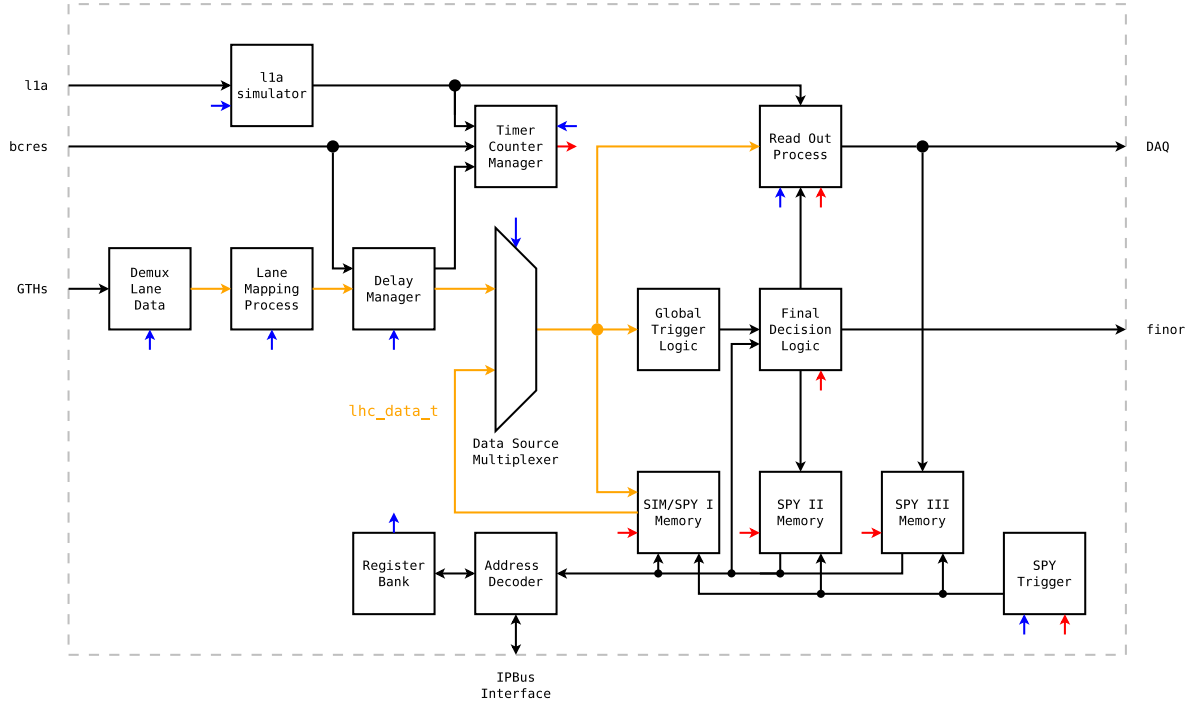 l1a
l1a
simulator
bcres
Timer
Counter
Manager
Read Out
Process
DAQ
GTHs
Demux
Lane
Data
Lane
Mapping
Process
Delay
Manager
Global
Trigger
Logic
Final
Decision
Logic
finor
lhc_data_t
Data Source
Multiplexer
SIM/SPY I
Memory
SPY II
Memory
SPY III
Memory
Register
Bank
Address
Decoder
SPY
Trigger
IPBus
Interface